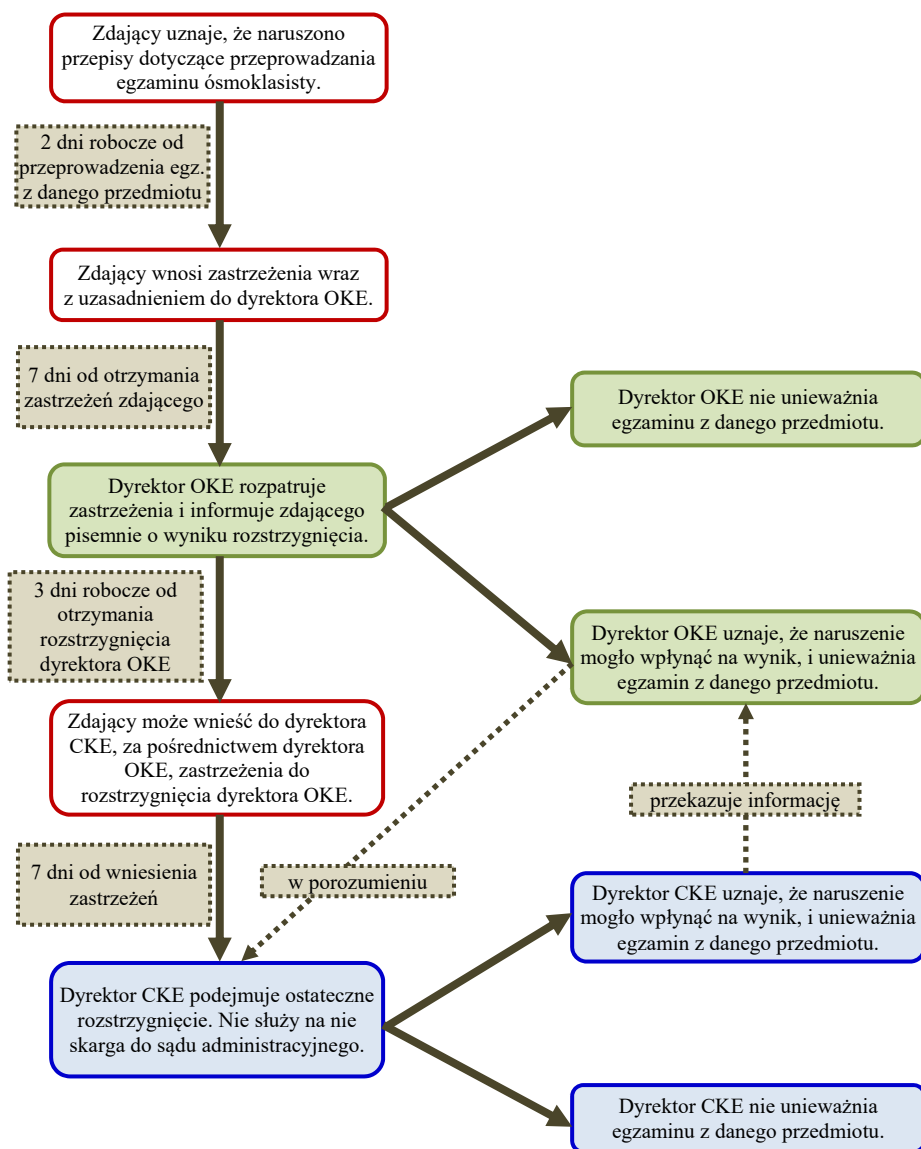 Zdający uznaje, że naruszono
przepisy dotyczące przeprowadzania
egzaminu ósmoklasisty.
2 dni robocze od
przeprowadzenia egz.
z danego przedmiotu
Zdający wnosi zastrzeżenia wraz
z uzasadnieniem do dyrektora OKE.
7 dni od otrzymania
zastrzeżeń zdającego
Dyrektor OKE nie unieważnia
egzaminu z danego przedmiotu.
Dyrektor OKE rozpatruje
zastrzeżenia i informuje zdającego
pisemnie o wyniku rozstrzygnięcia.
3 dni robocze od
otrzymania
rozstrzygnięcia
dyrektora OKE
Dyrektor OKE uznaje, że naruszenie
mogło wpłynąć na wynik, i unieważnia
egzamin z danego przedmiotu.
Zdający może wnieść do dyrektora
CKE, za pośrednictwem dyrektora
OKE, zastrzeżenia do
rozstrzygnięcia dyrektora OKE.
przekazuje informację
7 dni od wniesienia
zastrzeżeń
w porozumieniu
Dyrektor CKE uznaje, że naruszenie
mogło wpłynąć na wynik, i unieważnia
egzamin z danego przedmiotu.
Dyrektor CKE podejmuje ostateczne
rozstrzygnięcie. Nie służy na nie
skarga do sądu administracyjnego.
Dyrektor CKE nie unieważnia
egzaminu z danego przedmiotu.